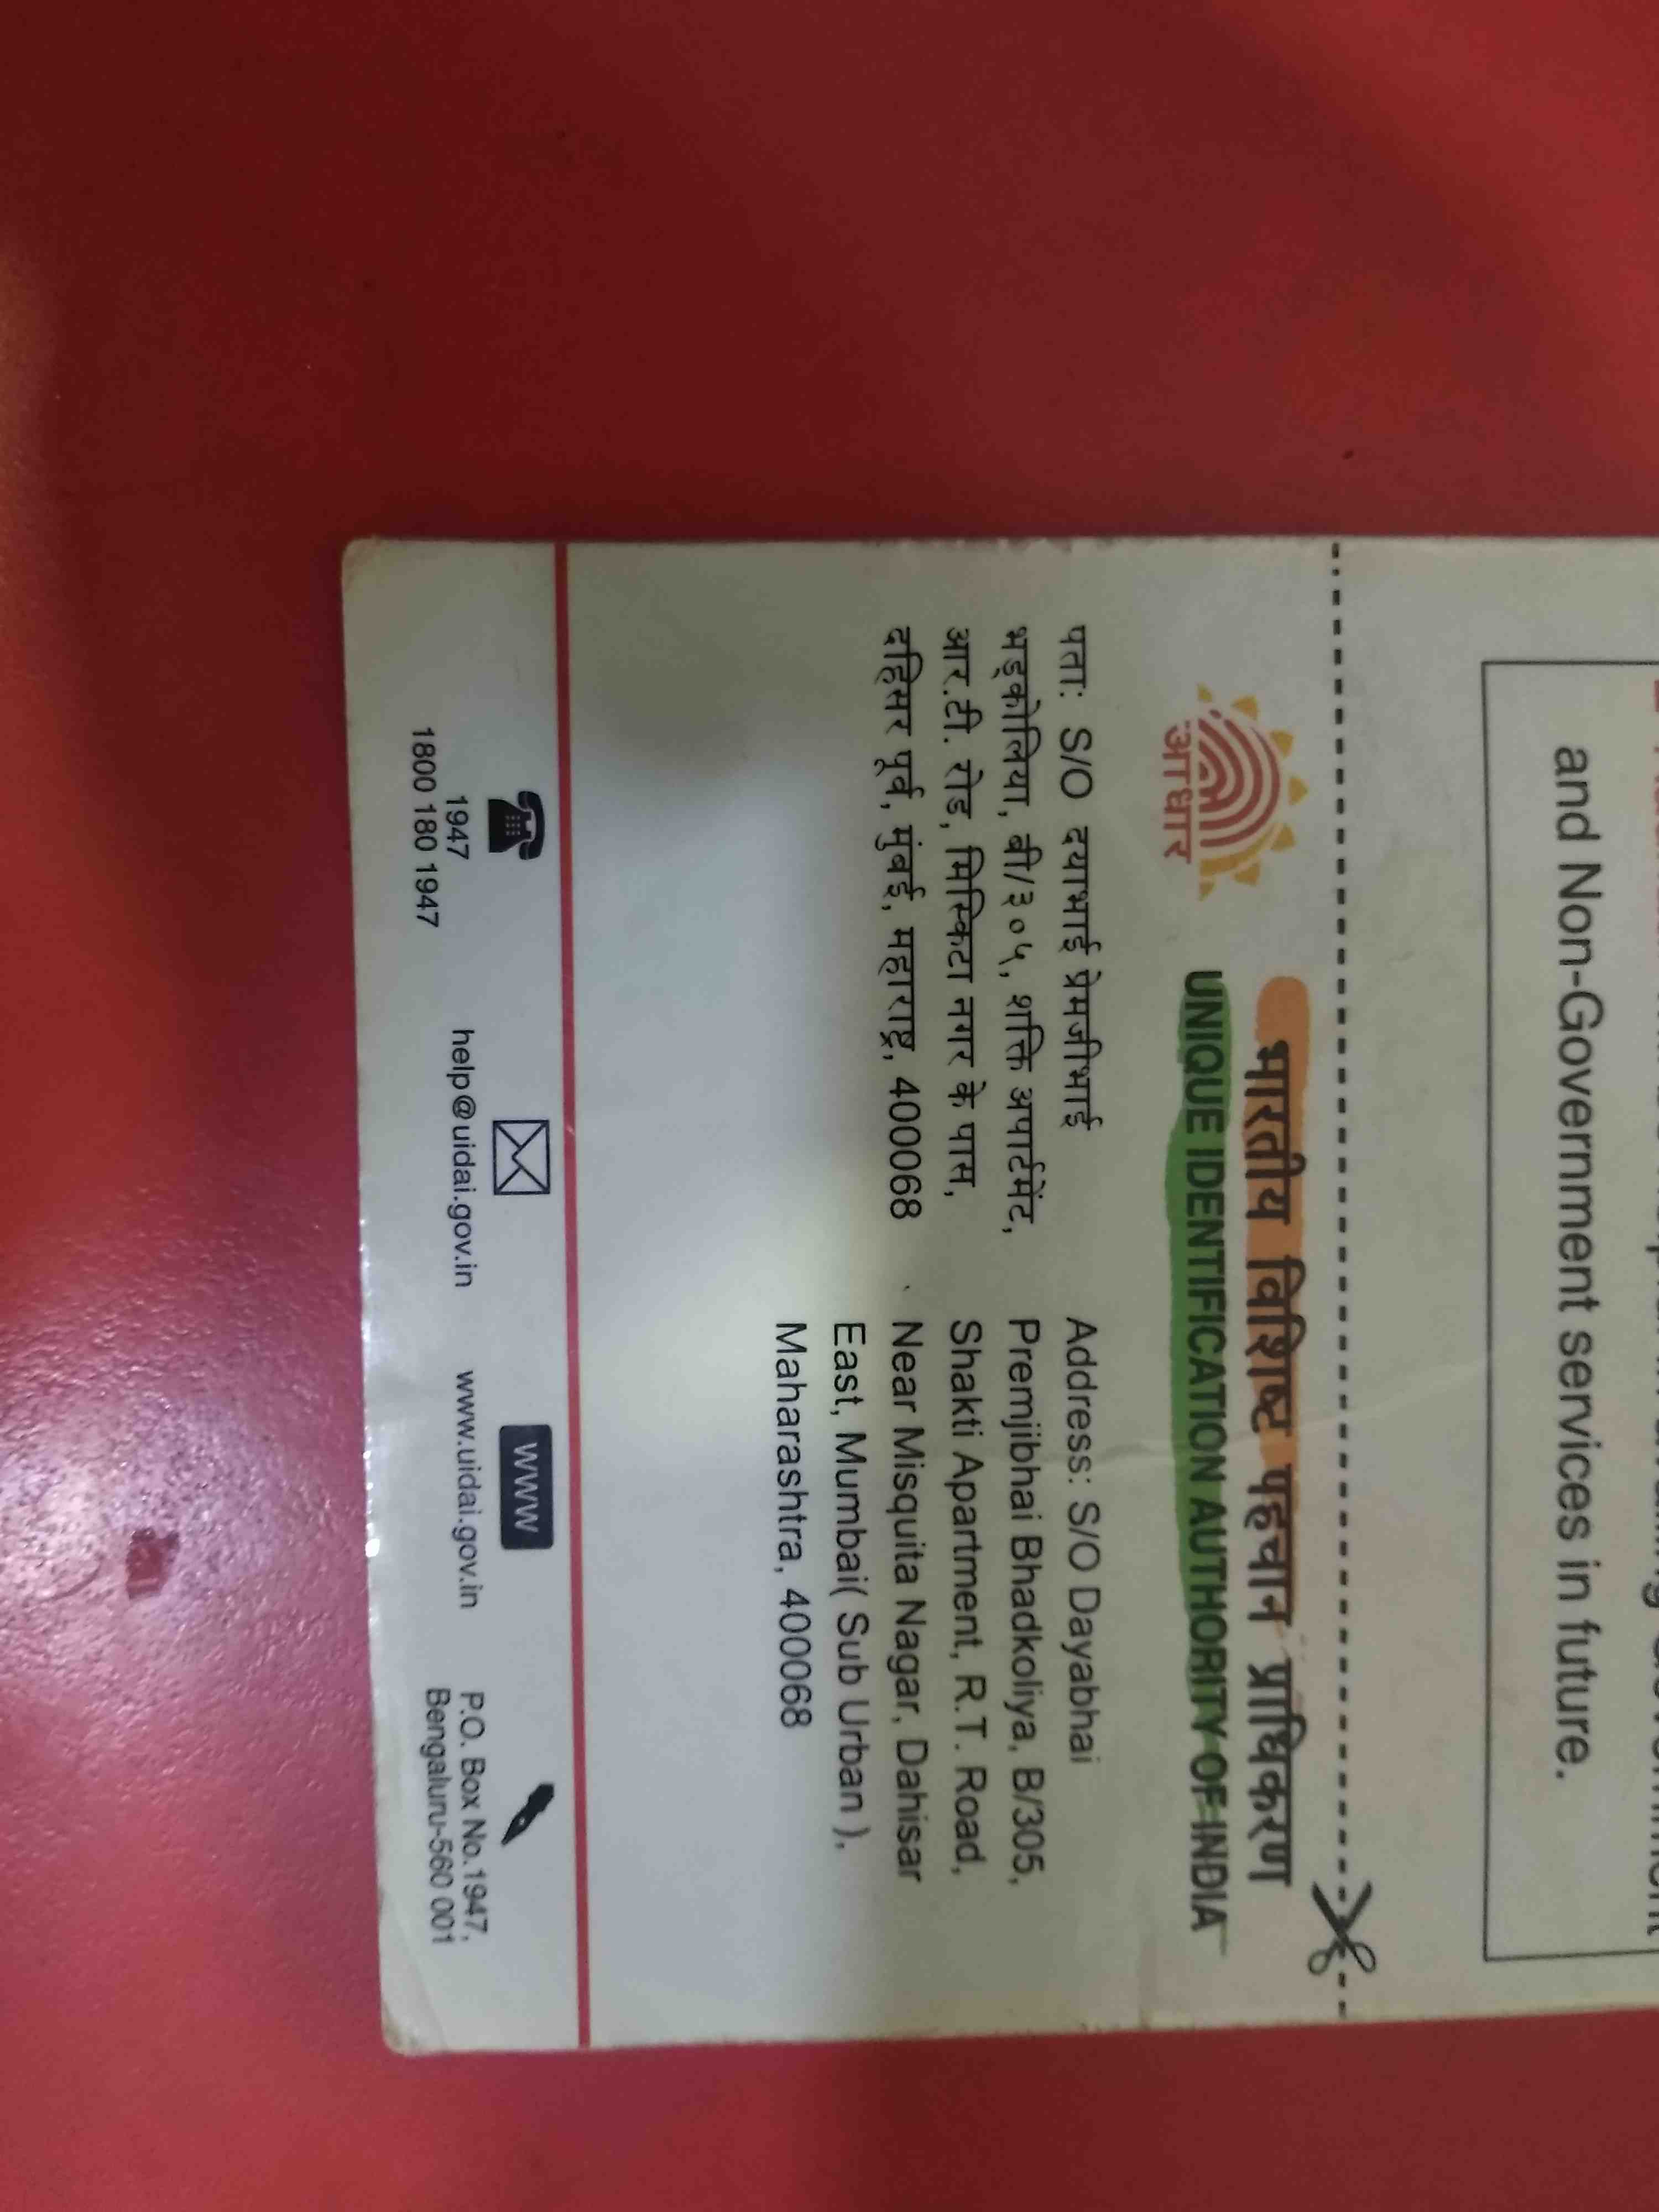 and Non-Government services in future.
आधार
भारतीय विशिष्ट पहचान प्राधिकरण
UNIQUE IDENTIFICATION AUTHORITY OF INDIA
पता: S/O दयाभाई प्रेमजीभाई
भड्कोलिया, बी/३०५, शक्ति अपार्टमेंट,
आर.टी. रोड, मिस्किटा नगर के पास,
दहिसर पूर्व, मुंबई, महाराष्ट्र, 400068
Address: S/O Dayabhai
Premjibhai Bhadkoliya, B/305,
Shakti Apartment, R.T. Road,
Near Misquita Nagar, Dahisar
East, Mumbai( Sub Urban ),
Maharashtra, 400068
1947
1800 180 1947
help@uidai.gov.in
WWW
www.uidai.gov.in
P.O. Box No.1947,
Bengaluru-560 001